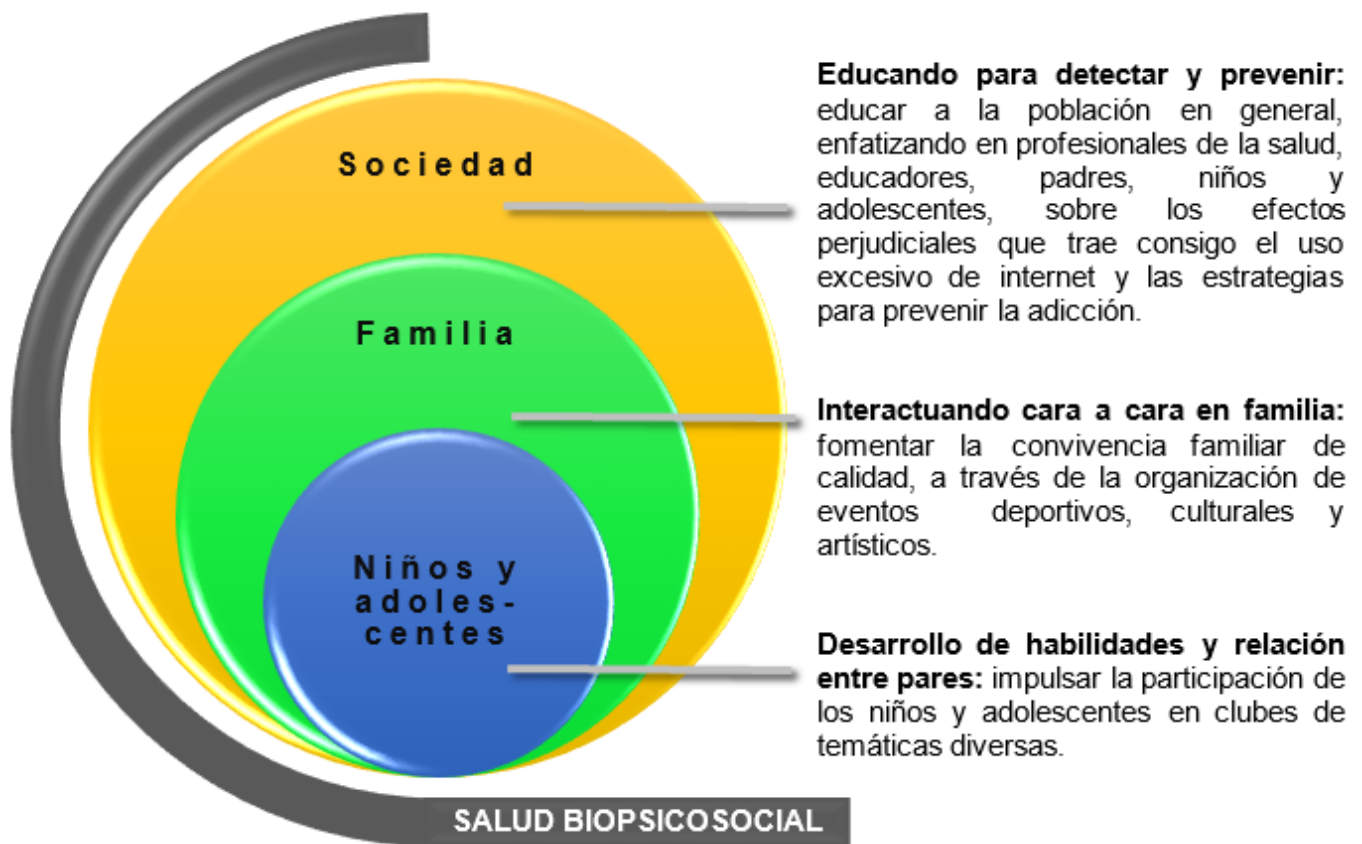 Sociedad
Familia
Niños y
adoles-
centes
Educando para detectar y prevenir:
educar a la población en general,
enfatizando en profesionales de la salud,
educadores, padres, niños y
adolescentes, sobre los efectos
perjudiciales que trae consigo el uso
excesivo de internet y las estrategias
para prevenir la adicción.
Interactuando cara a cara en familia:
fomentar la convivencia familiar de
calidad, a través de la organización de
eventos deportivos, culturales y
artísticos.
Desarrollo de habilidades y relación
entre pares: impulsar la participación de
los niños y adolescentes en clubes de
temáticas diversas.
SALUD BIOPSICOSOCIAL